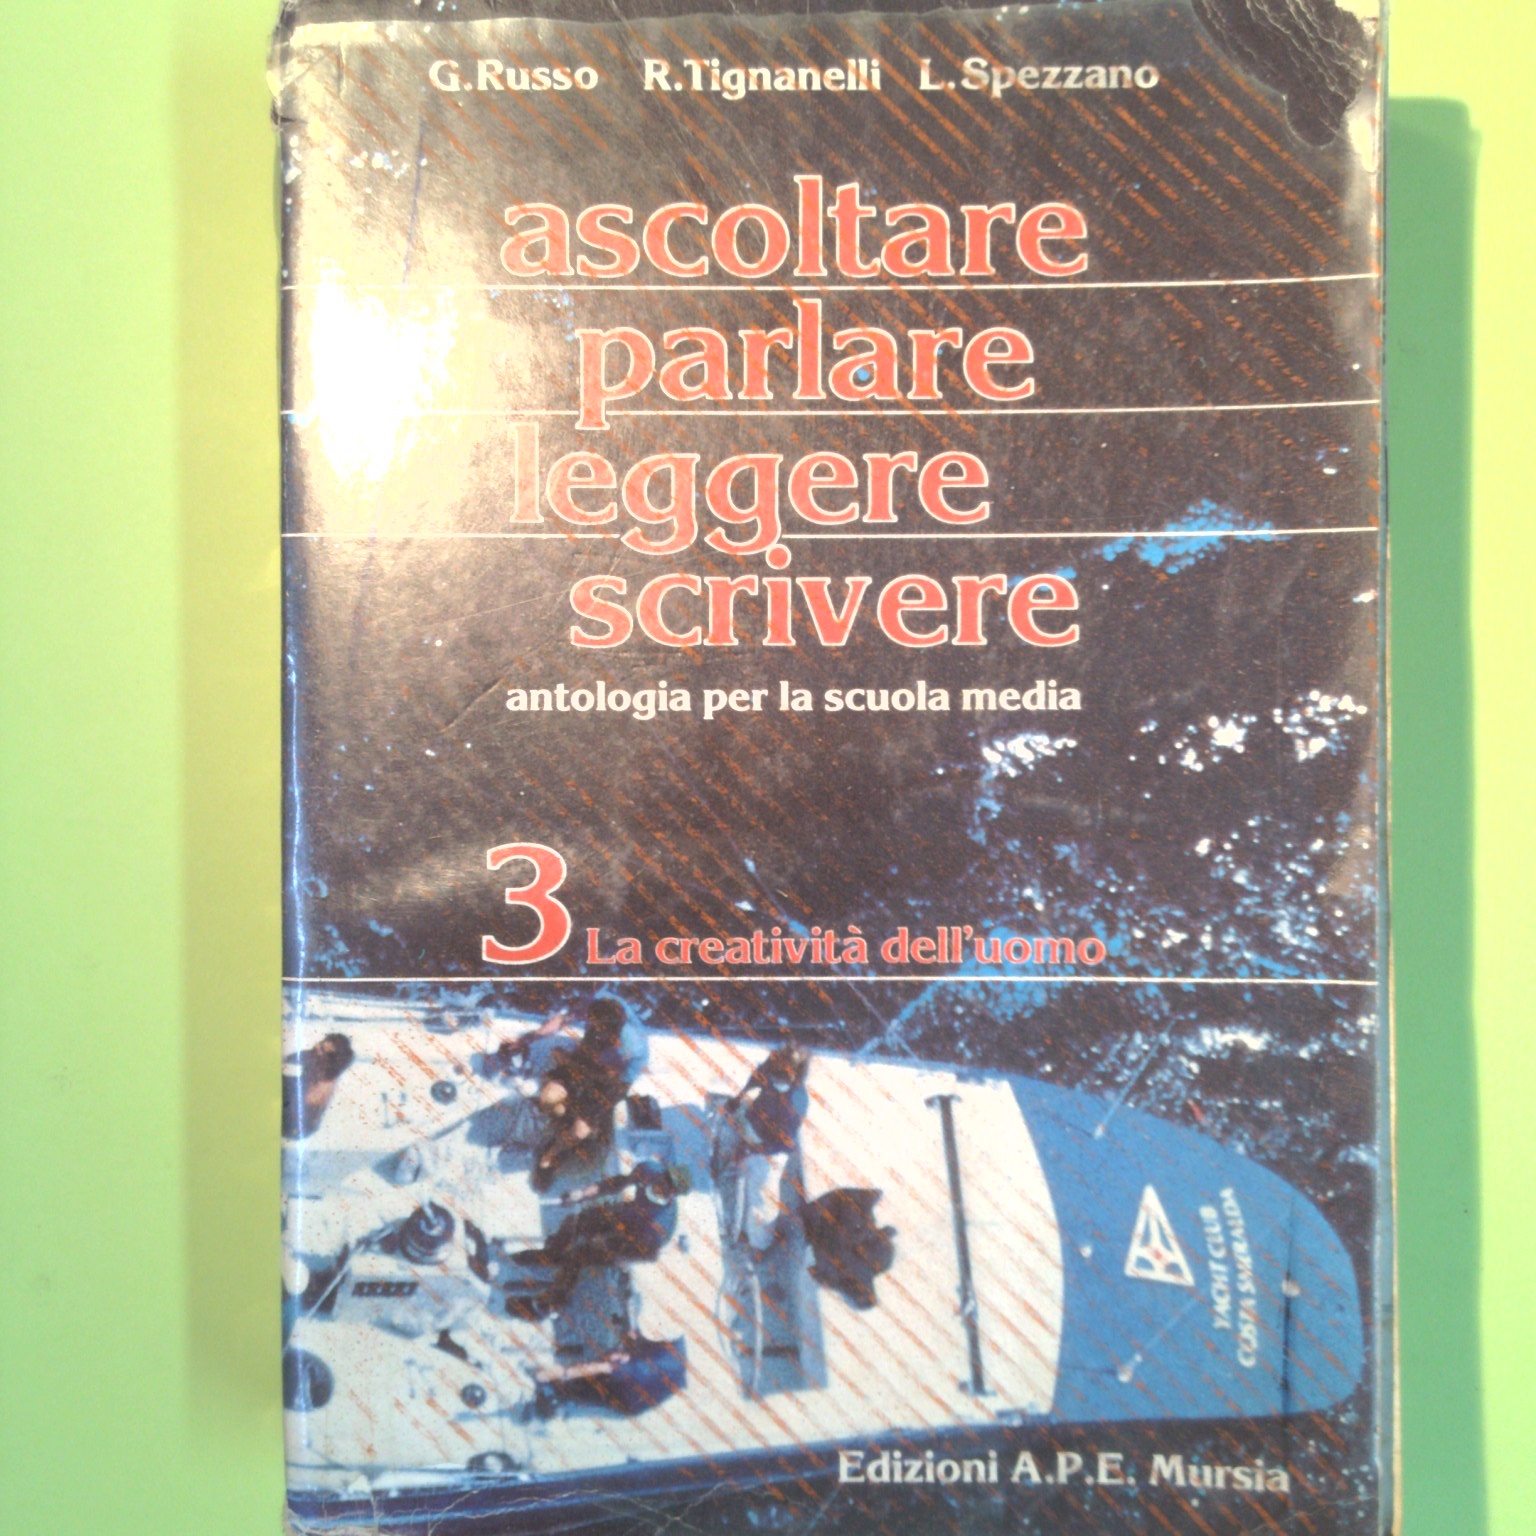 G.Russo R.Tignanelli L.Spezzano
ascoltare
parlare
leggere
scrivere
antologia per la scuola media
3 La creatività dell'uomo
YACHT CLUB
COSTA SMERALDA
Edizioni A.P.E. Mursia